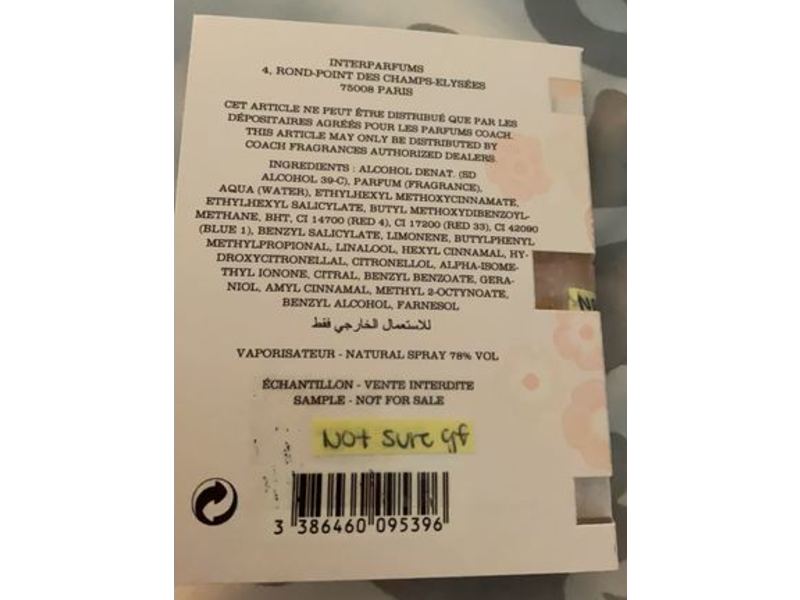 INTERPARFUMS
4, ROND-POINT DES CHAMPS-ELYSÉES
75008 PARIS
CET ARTICLE NE PEUT ÊTRE DISTRIBUÉ QUE PAR LES
DÉPOSITAIRES AGRÉÉS POUR LES PARFUMS COACH.
THIS ARTICLE MAY ONLY BE DISTRIBUTED BY
COACH FRAGRANCES AUTHORIZED DEALERS.
INGREDIENTS : ALCOHOL DENAT. (SD
ALCOHOL 39-C), PARFUM (FRAGRANCE),
AQUA (WATER), ETHYLHEXYL METHOXYCINNAMATE,
ETHYLHEXYL SALICYLATE, BUTYL METHOXYDIBENZOYL-
METHANE, BHT, CI 14700 (RED 4), CI 17200 (RED 33), CI 42090
(BLUE 1), BENZYL SALICYLATE, LIMONENE, BUTYLPHENYL
METHYLPROPIONAL, LINALOOL, HEXYL CINNAMAL, HY-
DROXYCITRONELLAL, CITRONELLOL, ALPHA-ISOME-
THYL IONONE, CITRAL, BENZYL BENZOATE, GERA-
NIOL, AMYL CINNAMAL, METHYL 2-OCTYNOATE,
BENZYL ALCOHOL, FARNESOL
للاستعمال الخارجي فقط
VAPORISATEUR - NATURAL SPRAY 78% VOL
ÉCHANTILLON - VENTE INTERDITE
SAMPLE - NOT FOR SALE
Not sure gf
3 386460 095396